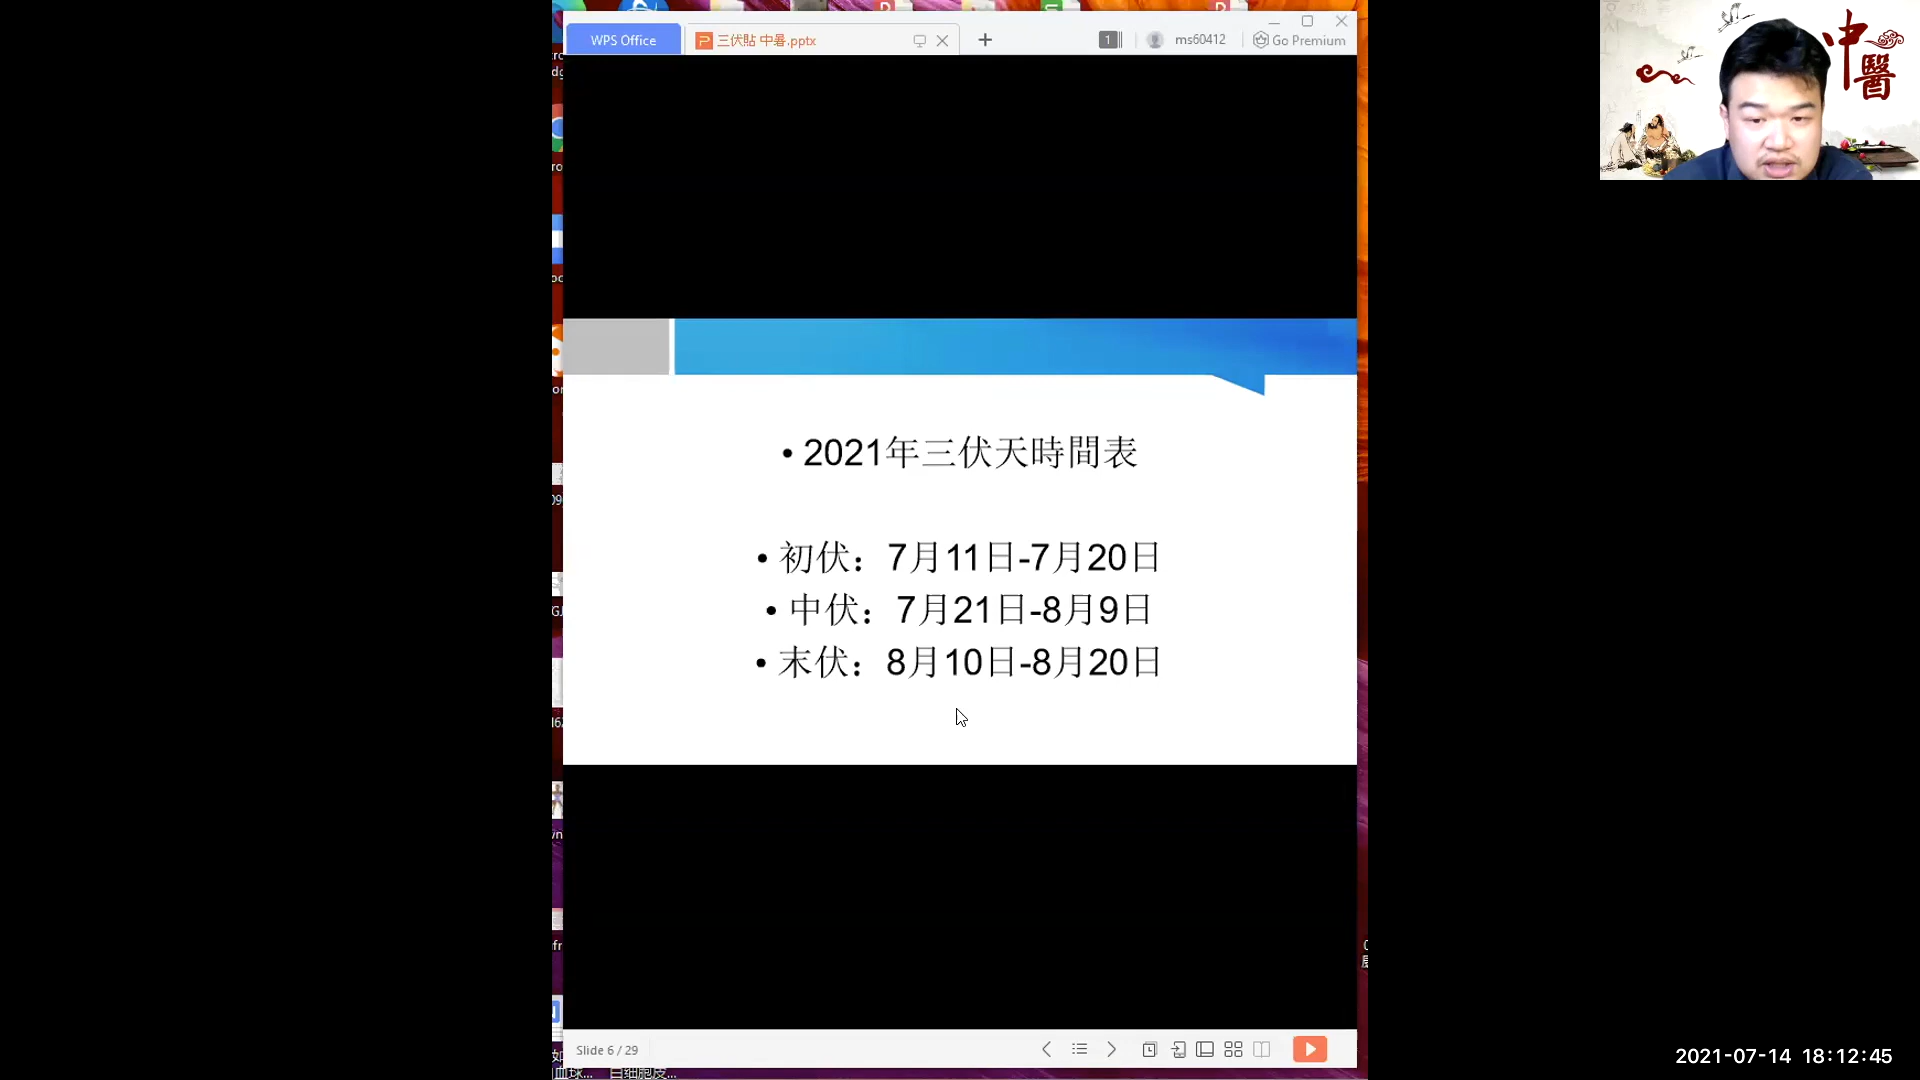 WPS Office
三伏貼 中暑.pptx
1
ms60412
Go Premium
中醫
• 2021年三伏天時間表
• 初伏：7月11日-7月20日
• 中伏：7月21日-8月9日
• 末伏：8月10日-8月20日
Slide 6 / 29
2021-07-14 18:12:45